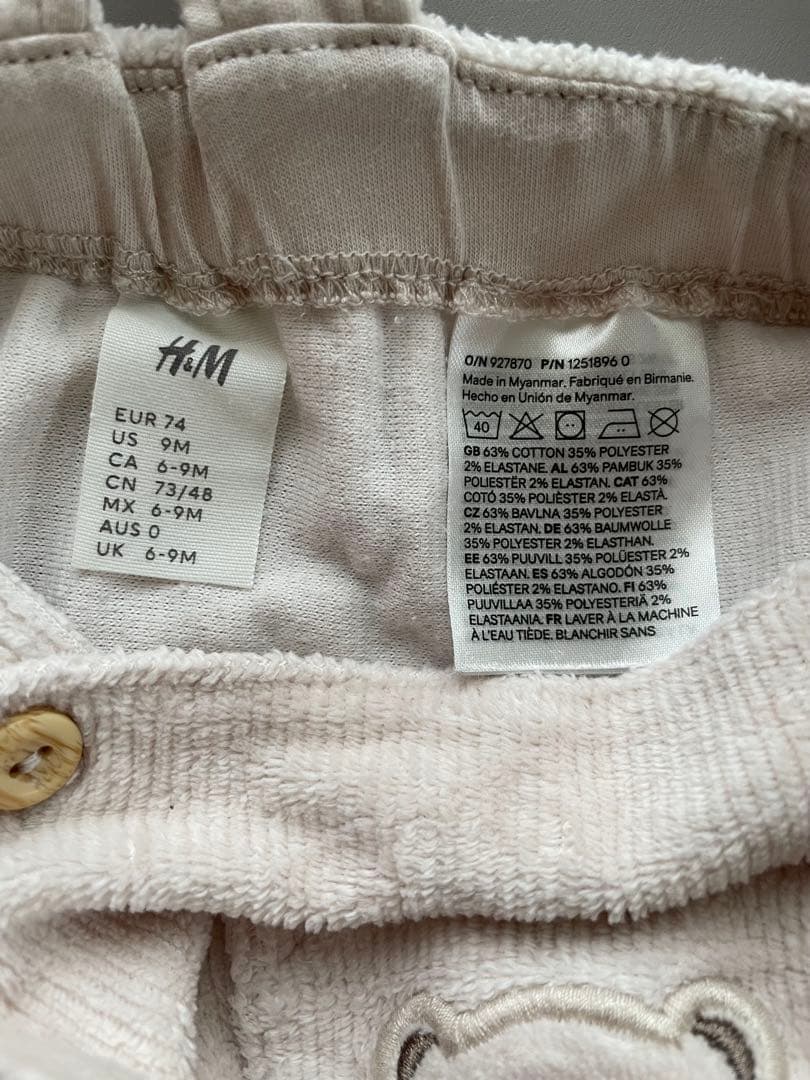 H&M
EUR 74
US 9M
CA 6-9M
CN 73/48
MX 6-9M
AUS 0
UK 6-9M
O/N 927870 P/N 1251896 0
Made in Myanmar. Fabriqué en Birmanie.
Hecho en Unión de Myanmar.
40
GB 63% COTTON 35% POLYESTER
2% ELASTANE. AL 63% PAMBUK 35%
POLIESTËR 2% ELASTAN. CAT 63%
COTÓ 35% POLIÈSTER 2% ELASTÀ.
CZ 63% BAVLNA 35% POLYESTER
2% ELASTAN. DE 63% BAUMWOLLE
35% POLYESTER 2% ELASTHAN.
EE 63% PUUVILL 35% POLÜESTER 2%
ELASTAAN. ES 63% ALGODÓN 35%
POLIÉSTER 2% ELASTANO. FI 63%
PUUVILLAA 35% POLYESTERIÄ 2%
ELASTAANIA. FR LAVER À LA MACHINE
À L'EAU TIÈDE. BLANCHIR SANS